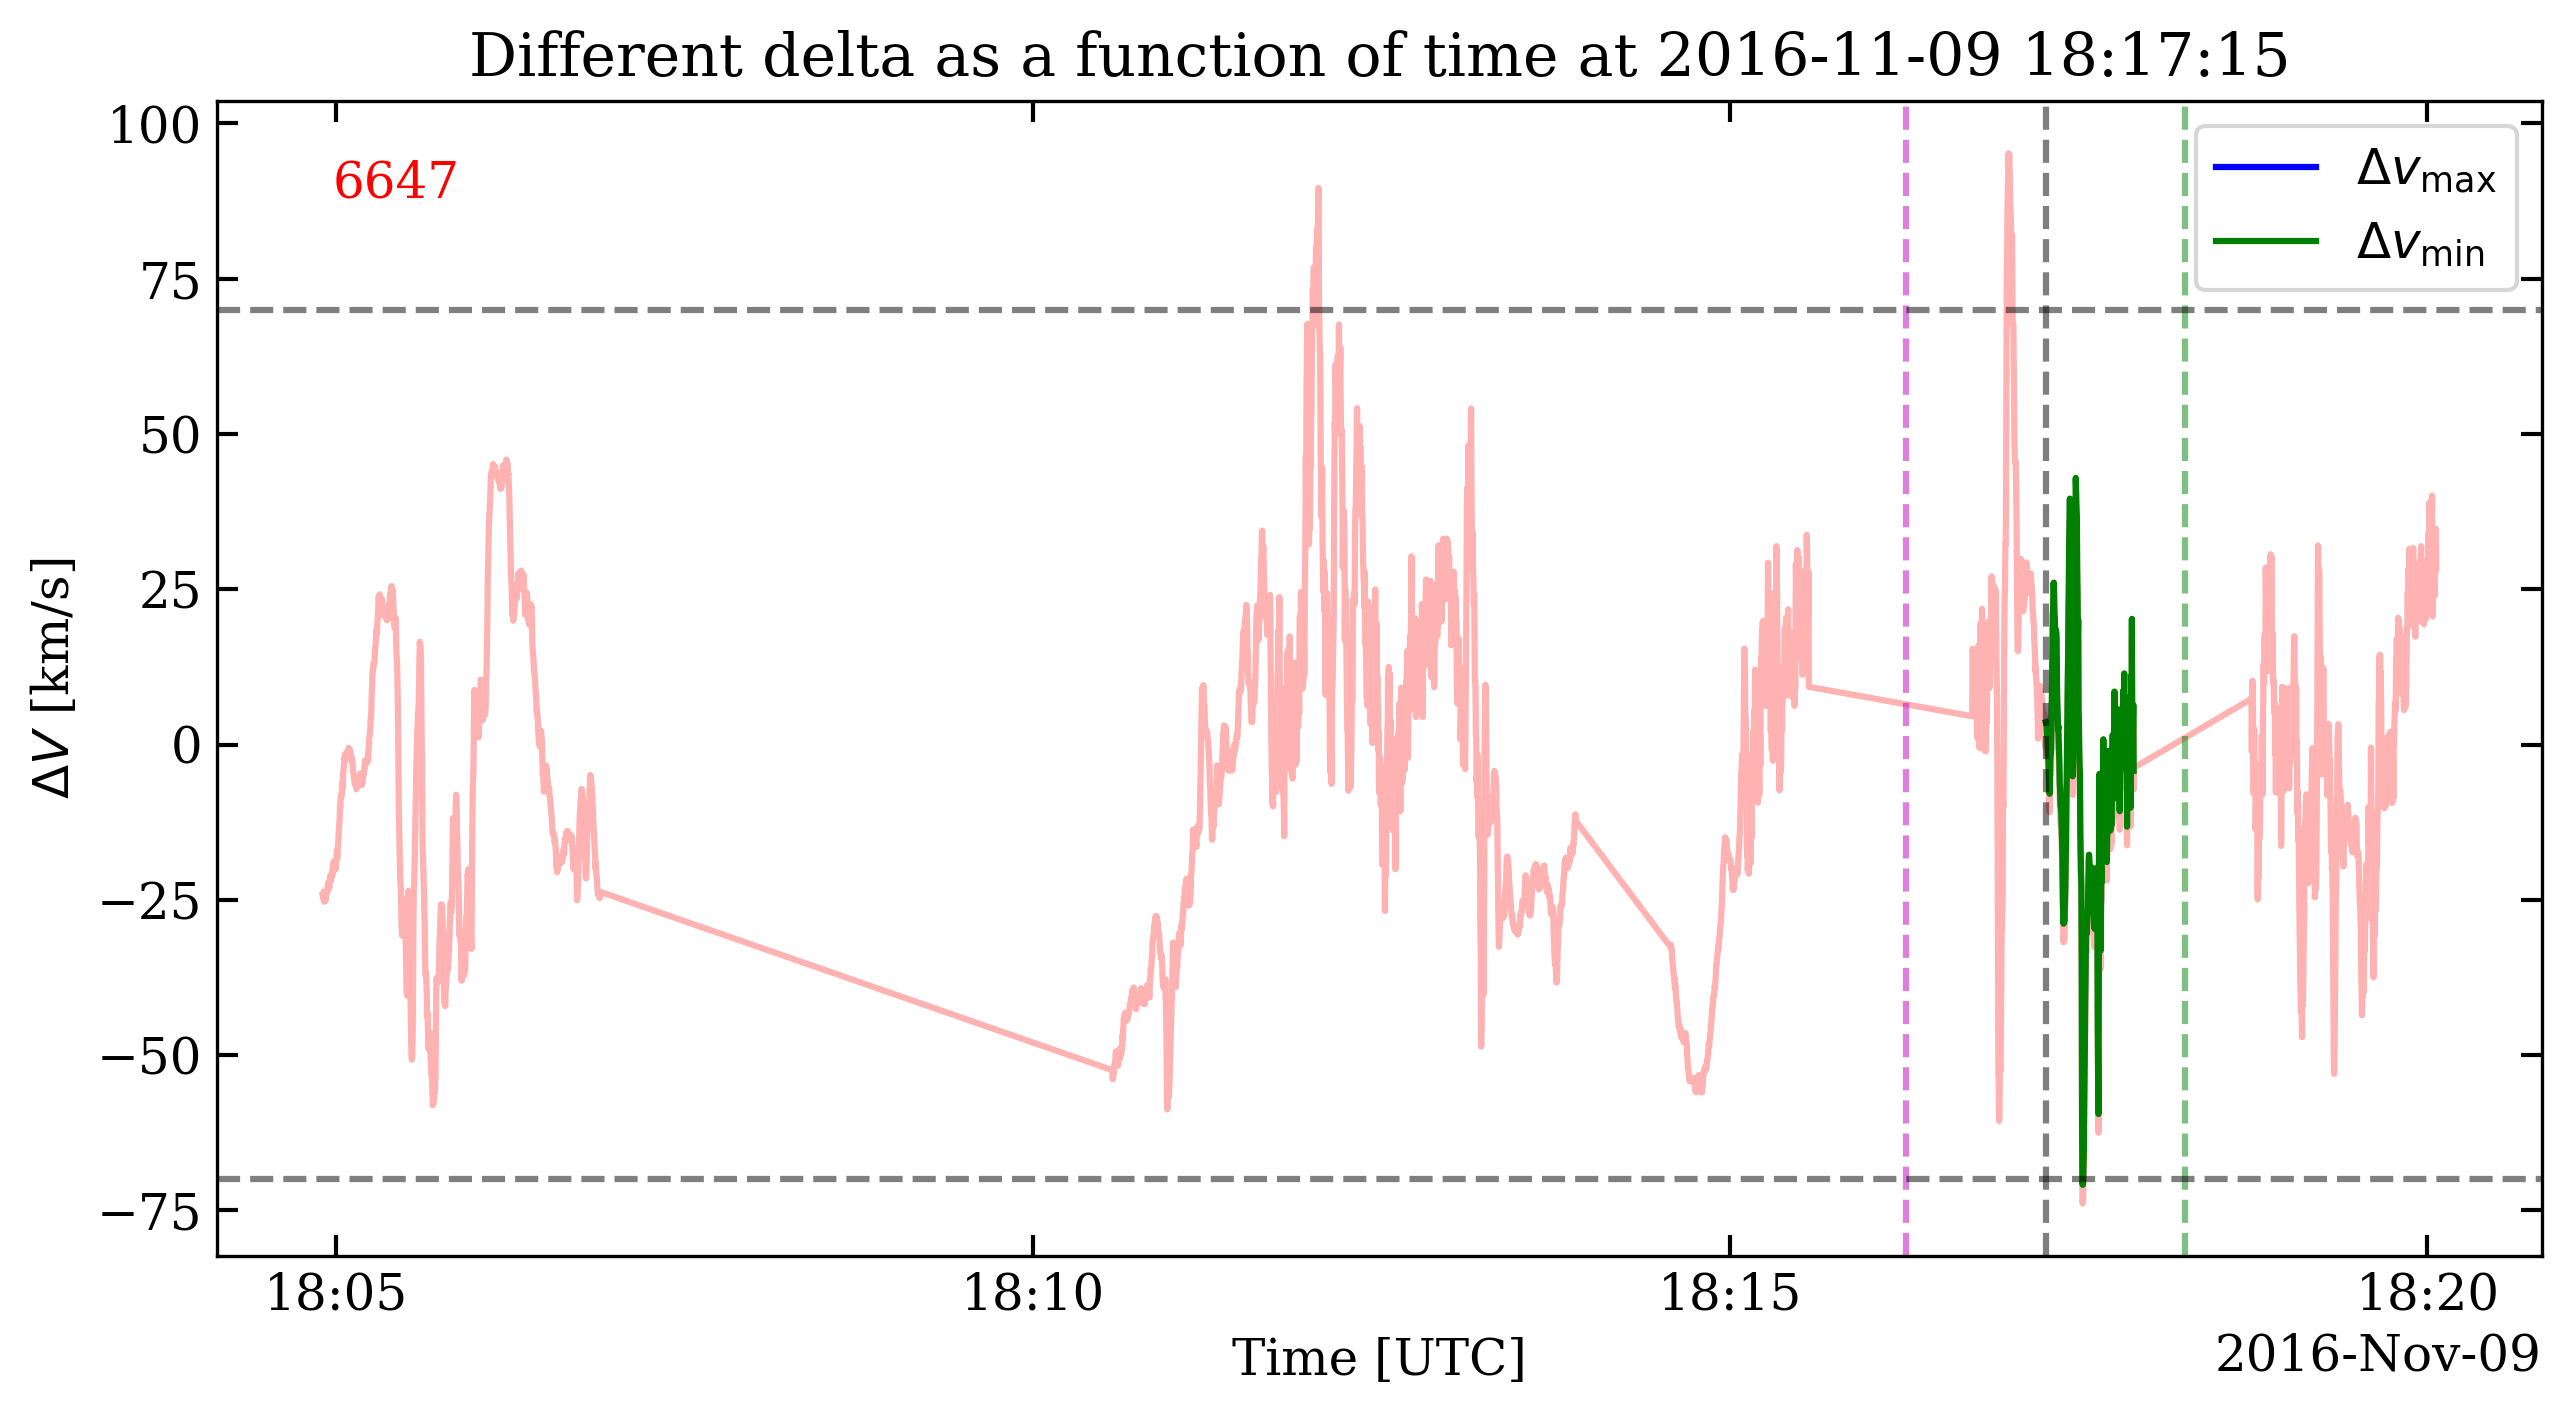 Different delta as a function of time at 2016-11-09 18:17:15
6647
Δv_max
Δv_min
100
75
50
25
0
−25
−50
−75
ΔV [km/s]
18:05 18:10 18:15 18:20
Time [UTC]
2016-Nov-09